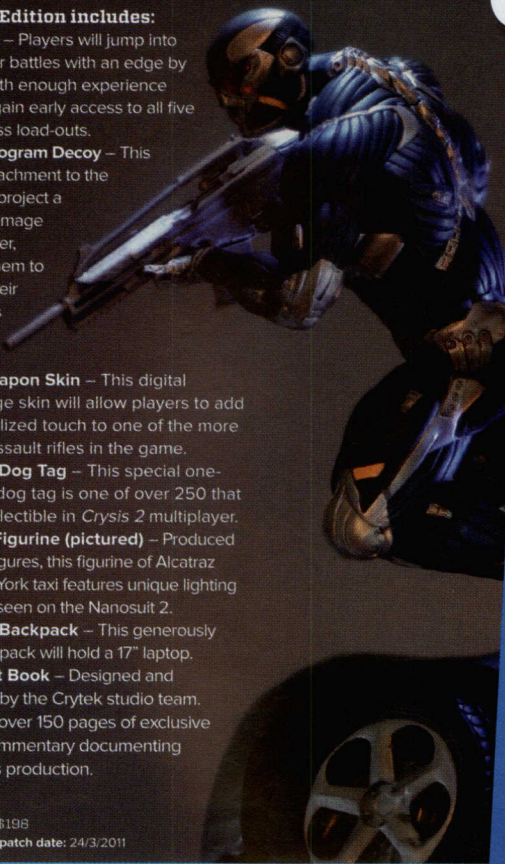 Edition includes:
– Players will jump into
r battles with an edge by
th enough experience
gain early access to all five
ss load-outs.
ogram Decoy – This
achment to the
project a
mage
er,
nem to
eir
s
apon Skin – This digital
ge skin will allow players to add
lized touch to one of the more
ssault rifles in the game.
Dog Tag – This special one-
dog tag is one of over 250 that
lectible in Crysis 2 multiplayer.
Figurine (pictured) – Produced
gures, this figurine of Alcatraz
York taxi features unique lighting
seen on the Nanosuit 2.
Backpack – This generously
pack will hold a 17" laptop.
t Book – Designed and
by the Crytek studio team.
over 150 pages of exclusive
mmentary documenting
s production.
$198
patch date: 24/3/2011